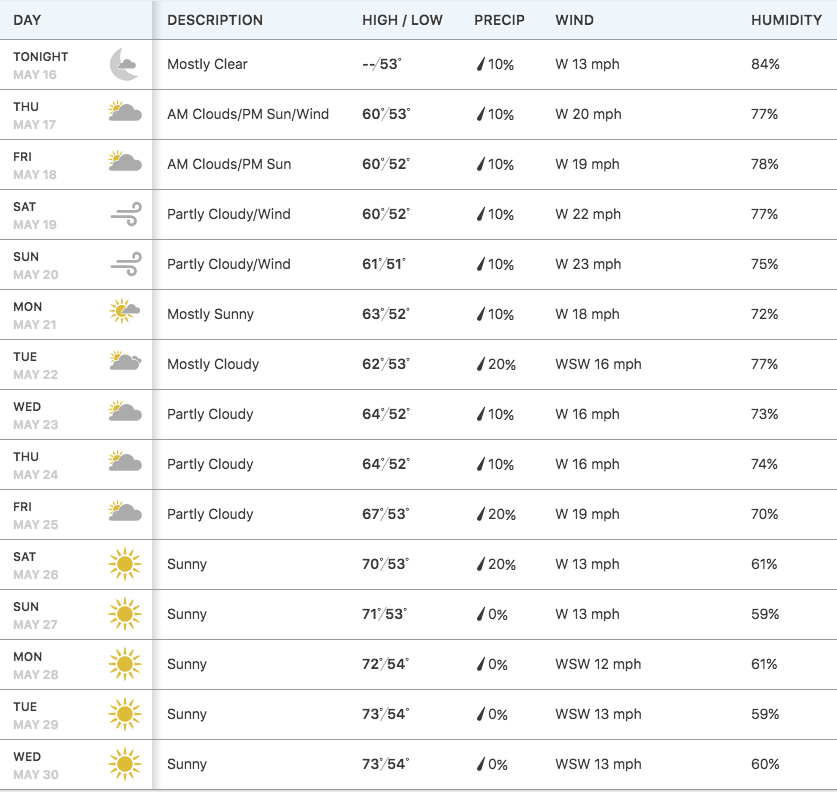 DAY DESCRIPTION HIGH / LOW PRECIP WIND HUMIDITY
TONIGHT
MAY 16
Mostly Clear --/53° 10% W 13 mph 84%
THU
MAY 17
AM Clouds/PM Sun/Wind 60°/53° 10% W 20 mph 77%
FRI
MAY 18
AM Clouds/PM Sun 60°/52° 10% W 19 mph 78%
SAT
MAY 19
Partly Cloudy/Wind 60°/52° 10% W 22 mph 77%
SUN
MAY 20
Partly Cloudy/Wind 61°/51° 10% W 23 mph 75%
MON
MAY 21
Mostly Sunny 63°/52° 10% W 18 mph 72%
TUE
MAY 22
Mostly Cloudy 62°/53° 20% WSW 16 mph 77%
WED
MAY 23
Partly Cloudy 64°/52° 10% W 16 mph 73%
THU
MAY 24
Partly Cloudy 64°/52° 10% W 16 mph 74%
FRI
MAY 25
Partly Cloudy 67°/53° 20% W 19 mph 70%
SAT
MAY 26
Sunny 70°/53° 20% W 13 mph 61%
SUN
MAY 27
Sunny 71°/53° 0% W 13 mph 59%
MON
MAY 28
Sunny 72°/54° 0% WSW 12 mph 61%
TUE
MAY 29
Sunny 73°/54° 0% WSW 13 mph 59%
WED
MAY 30
Sunny 73°/54° 0% WSW 13 mph 60%